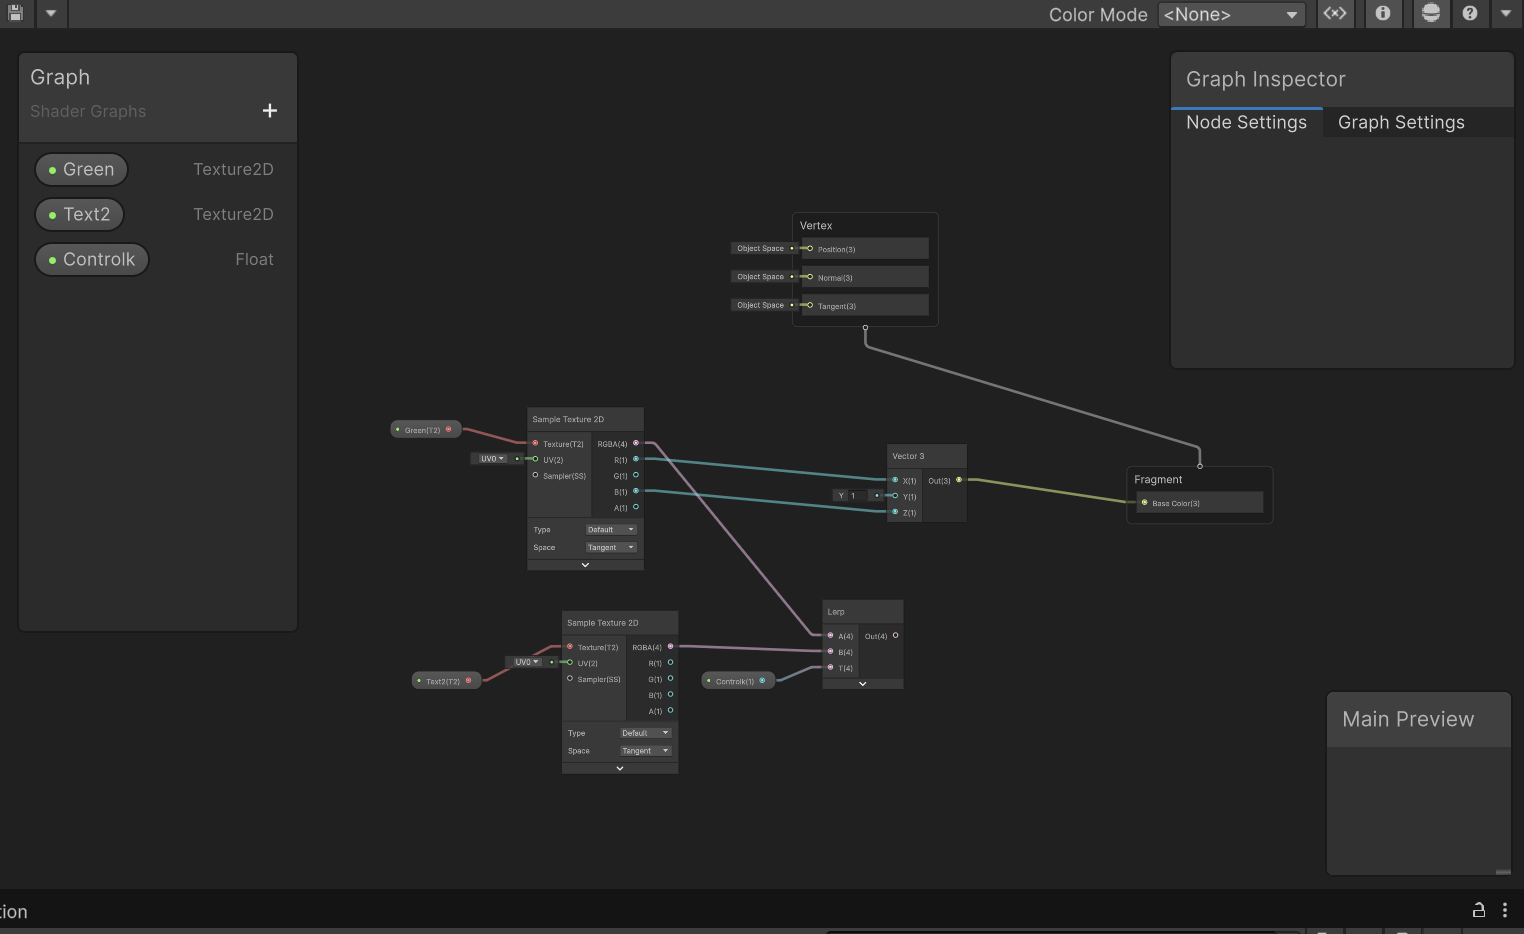 Color Mode <None>
Graph
Shader Graphs
Green Texture2D
Text2 Texture2D
Controlk Float
Graph Inspector
Node Settings Graph Settings
Vertex
Object Space Position(3)
Object Space Normal(3)
Object Space Tangent(3)
Green(T2)
Sample Texture 2D
Texture(T2) RGBA(4)
UV0 UV(2) R(1)
Sampler(SS) G(1)
B(1)
A(1)
Type Default
Space Tangent
Vector 3
X(1) Out(3)
Y 1 Y(1)
Z(1)
Fragment
Base Color(3)
Text2(T2)
Sample Texture 2D
Texture(T2) RGBA(4)
UV0 UV(2) R(1)
Sampler(SS) G(1)
B(1)
A(1)
Type Default
Space Tangent
Controlk(1)
Lerp
A(4) Out(4)
B(4)
T(4)
Main Preview
tion